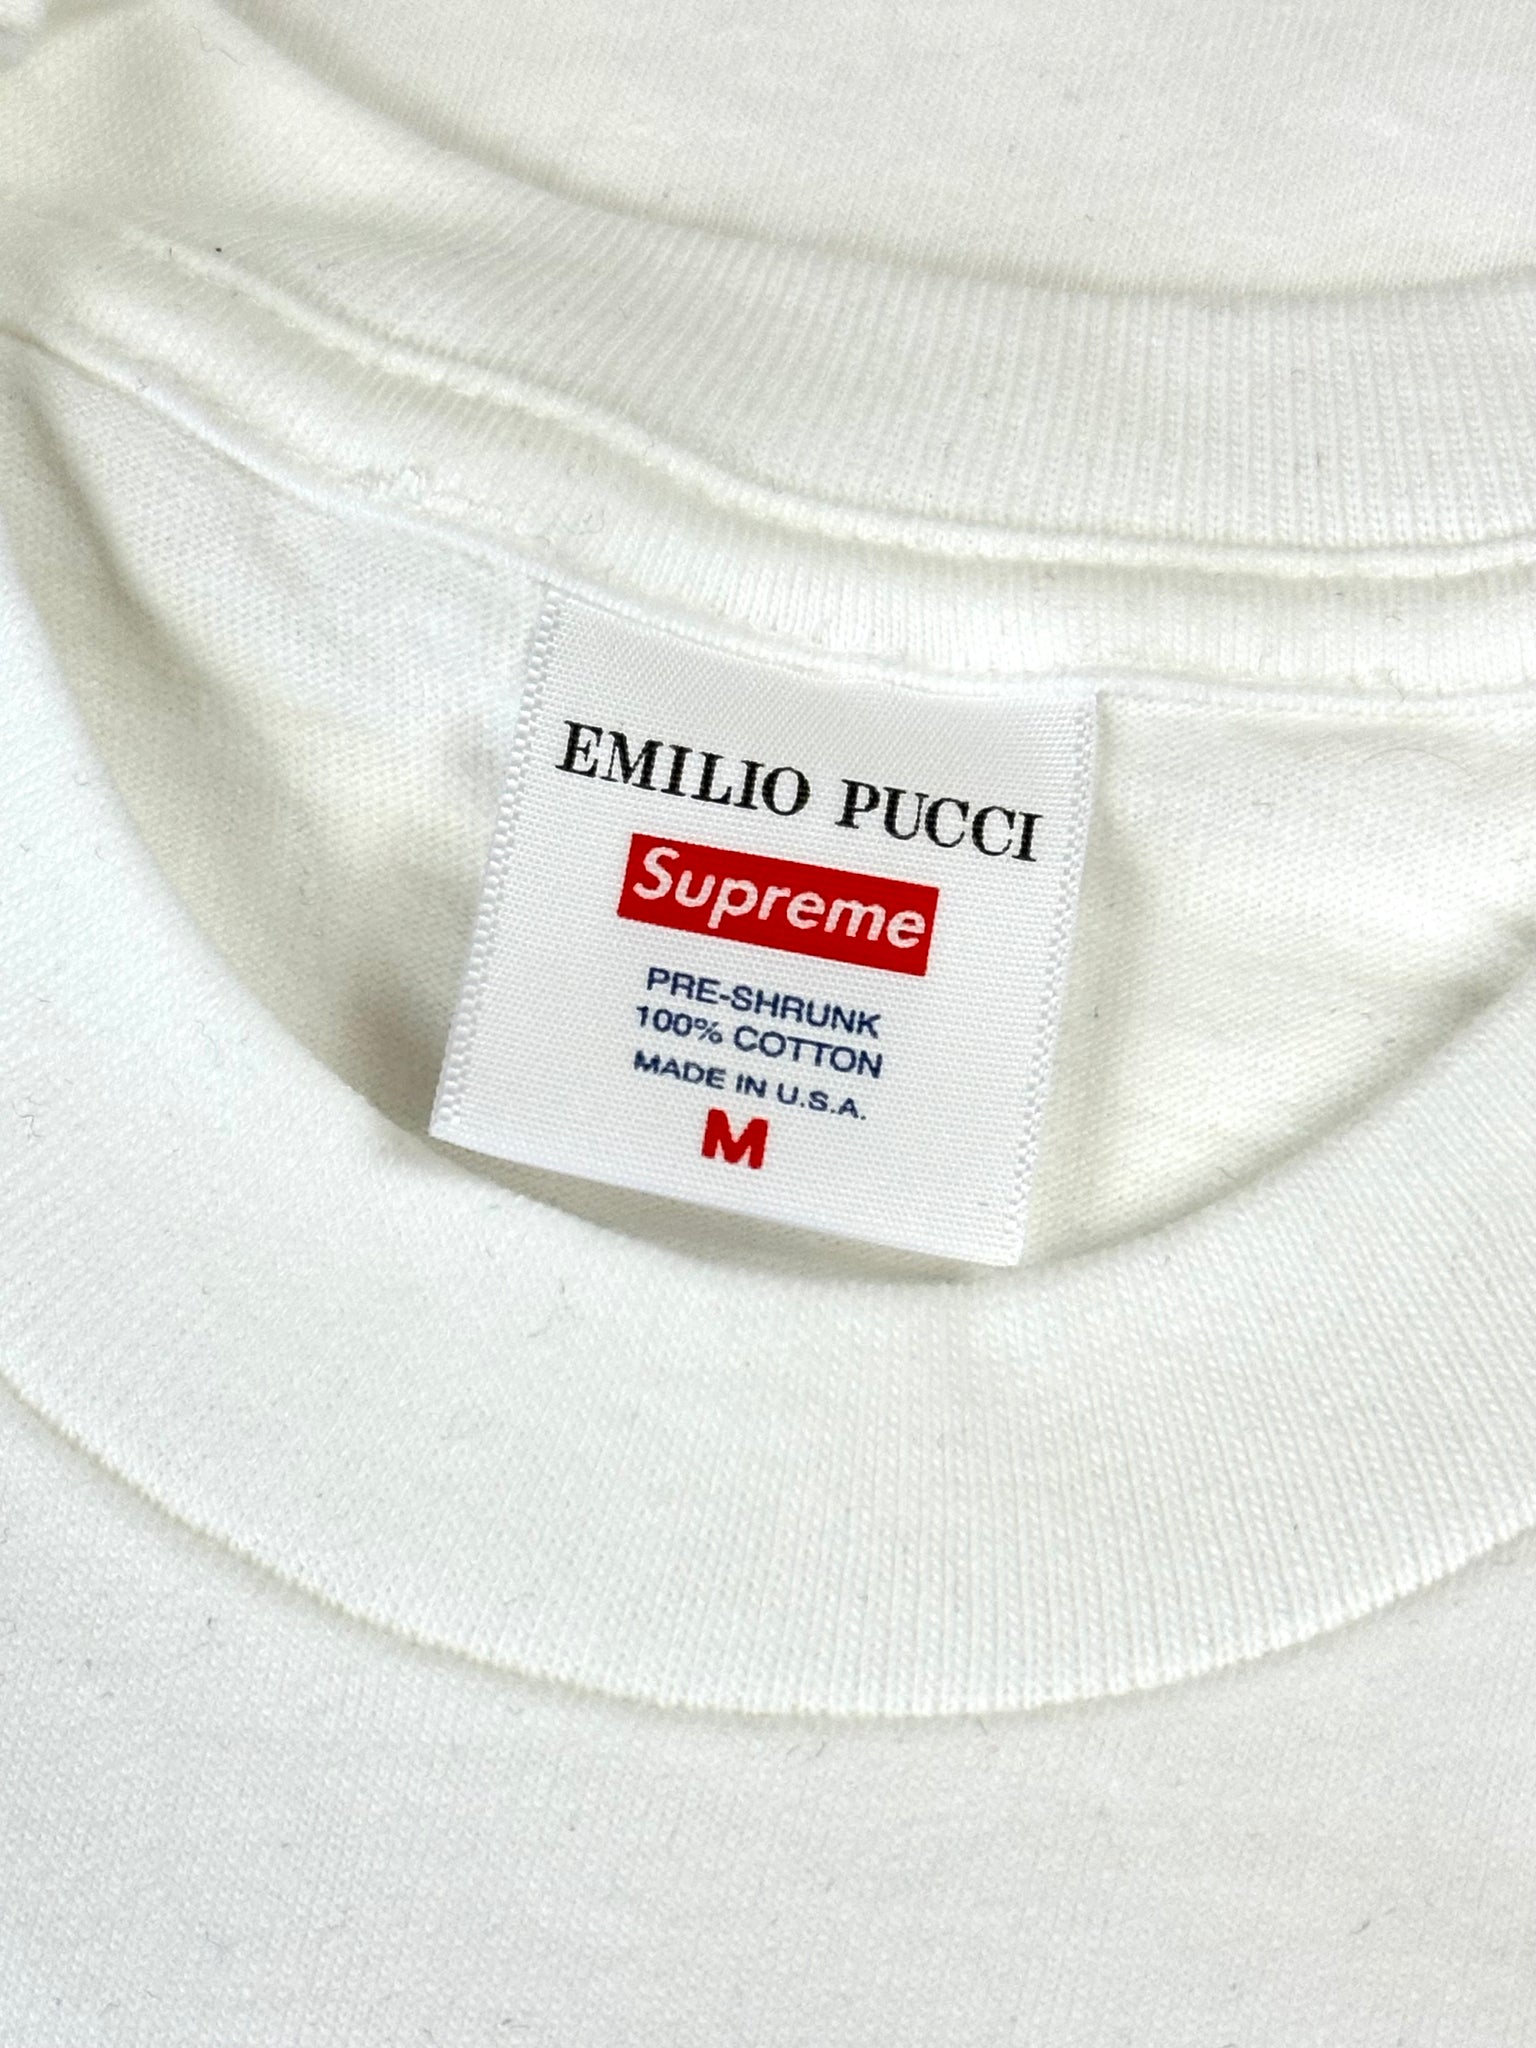 EMILIO PUCCI
Supreme
PRE-SHRUNK
100% COTTON
MADE IN U.S.A.
M